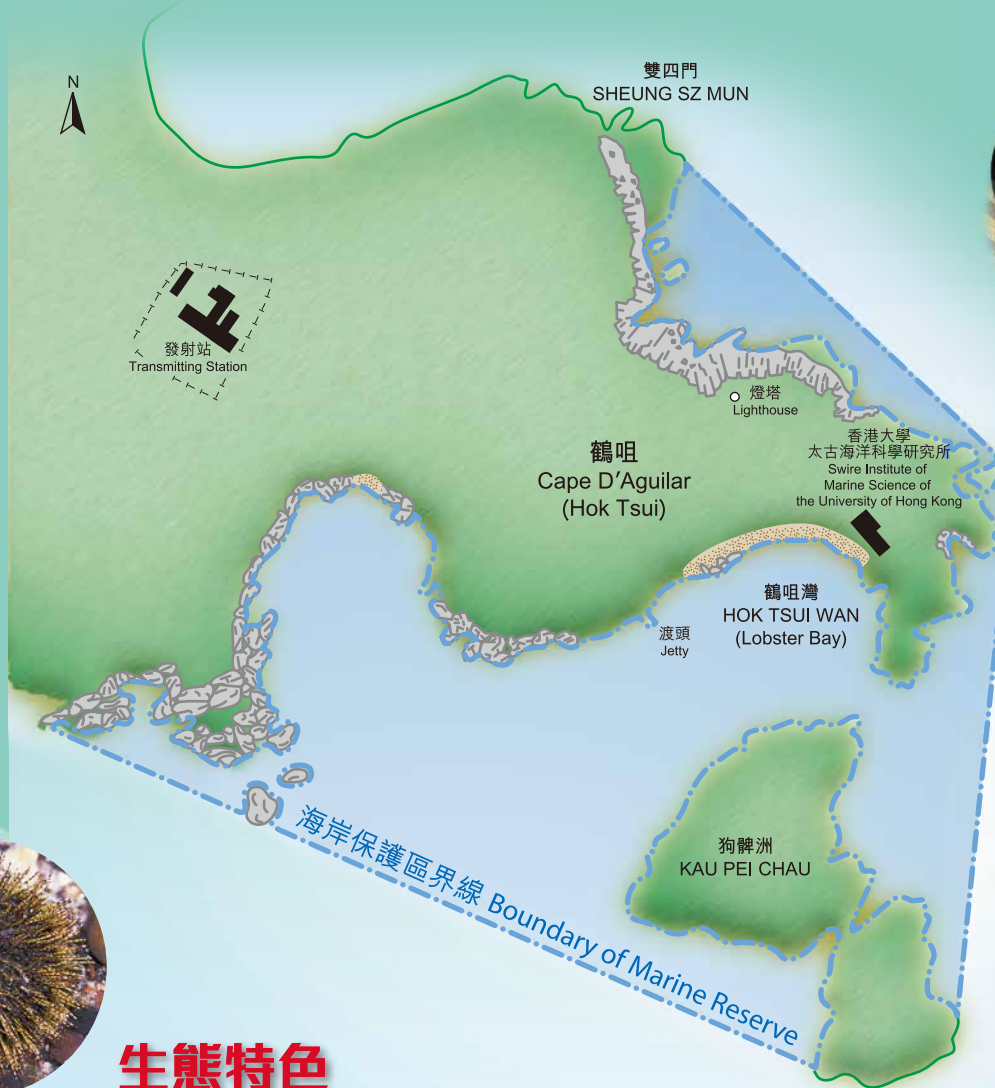 N
雙四門
SHEUNG SZ MUN
發射站
Transmitting Station
燈塔
Lighthouse
香港大學
太古海洋科學研究所
Swire Institute of
Marine Science of
the University of Hong Kong
鶴咀
Cape D'Aguilar
(Hok Tsui)
鶴咀灣
HOK TSUI WAN
(Lobster Bay)
渡頭
Jetty
狗髀洲
KAU PEI CHAU
海岸保護區界線 Boundary of Marine Reserve
生態特色